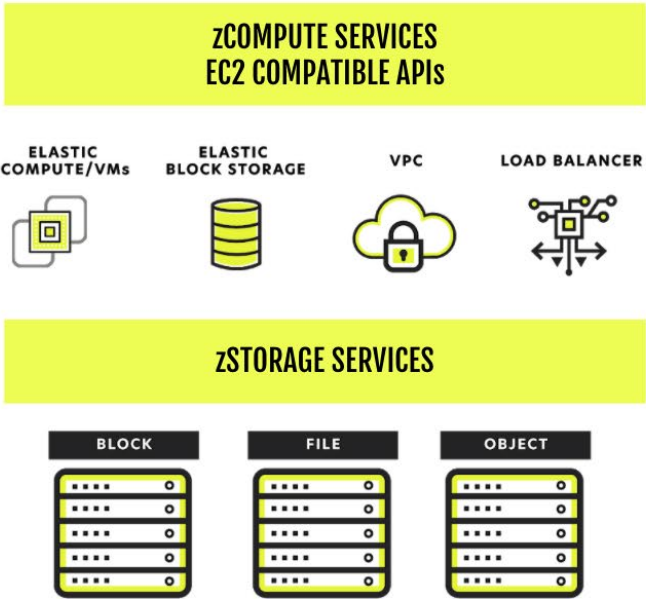 zCOMPUTE SERVICES
EC2 COMPATIBLE APIs
ELASTIC
COMPUTE/VMs
ELASTIC
BLOCK STORAGE
VPC
LOAD BALANCER
zSTORAGE SERVICES
BLOCK
FILE
OBJECT